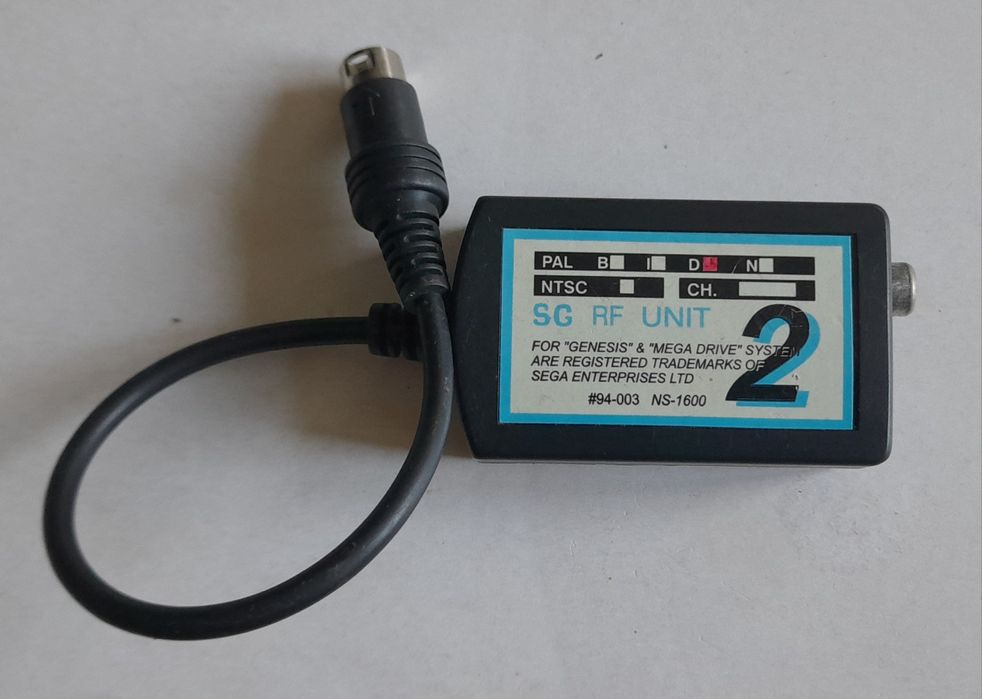 PAL B I D N
NTSC CH.
SG RF UNIT
2
FOR "GENESIS" & "MEGA DRIVE" SYSTEM
ARE REGISTERED TRADEMARKS OF
SEGA ENTERPRISES LTD
#94-003 NS-1600